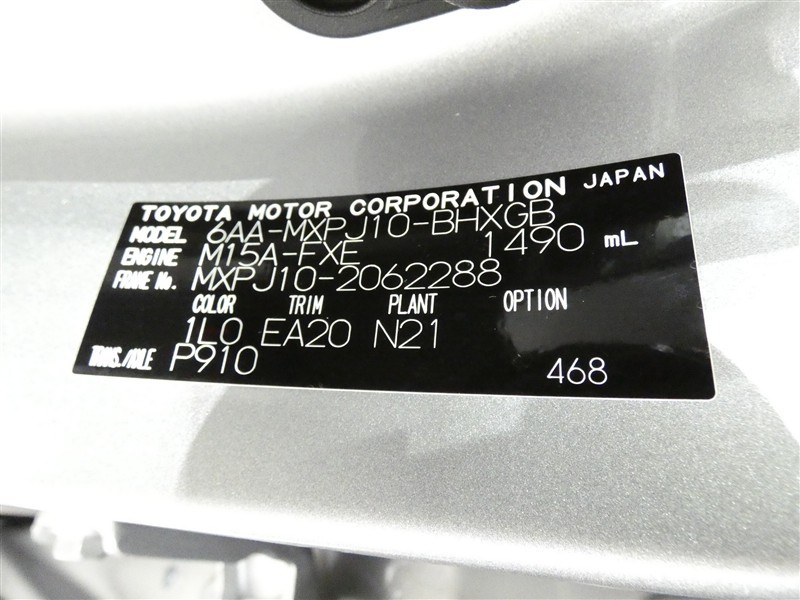 TOYOTA MOTOR CORPORATION JAPAN
MODEL 6AA-MXPJ10-BHXGB
ENGINE M15A-FXE 1490 mL
FRAME No. MXPJ10-2062288
COLOR TRIM PLANT OPTION
1L0 EA20 N21
TRANS./AXLE P910 468